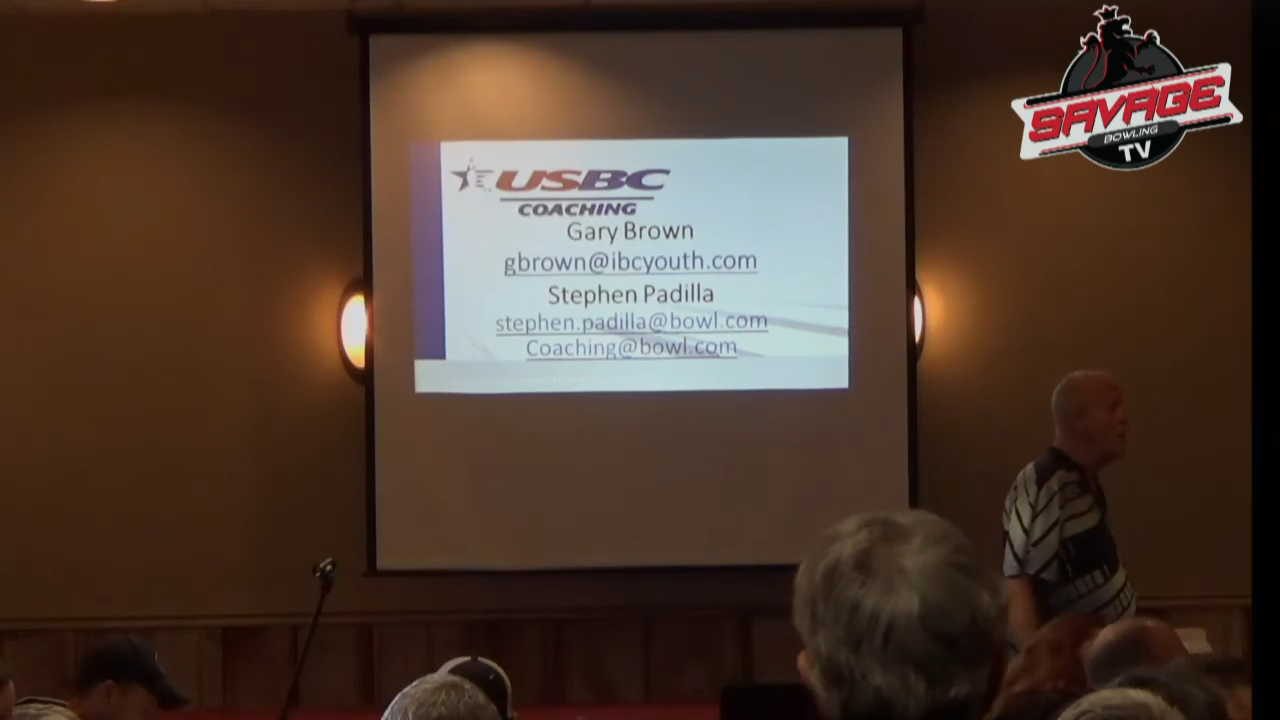 USBC
COACHING
Gary Brown
gbrown@ibcyouth.com
Stephen Padilla
stephen.padilla@bowl.com
Coaching@bowl.com
SAVAGE
BOWLING
TV